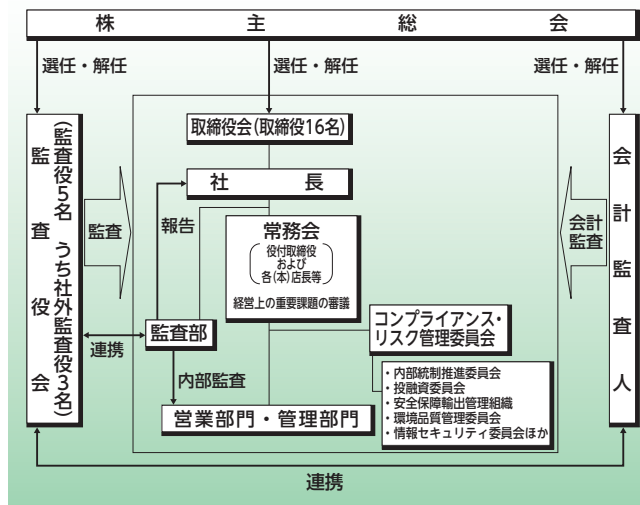 株主総会
選任・解任
選任・解任
選任・解任
取締役会(取締役16名)
社長
監査役会
(監査役5名 うち社外監査役3名)
監査
報告
常務会
役付取締役
および
各(本)店長等
経営上の重要課題の審議
会計
監査
会計監査人
監査部
連携
コンプライアンス・
リスク管理委員会
内部監査
・内部統制推進委員会
・投融資委員会
・安全保障輸出管理組織
・環境品質管理委員会
・情報セキュリティ委員会ほか
営業部門・管理部門
連携